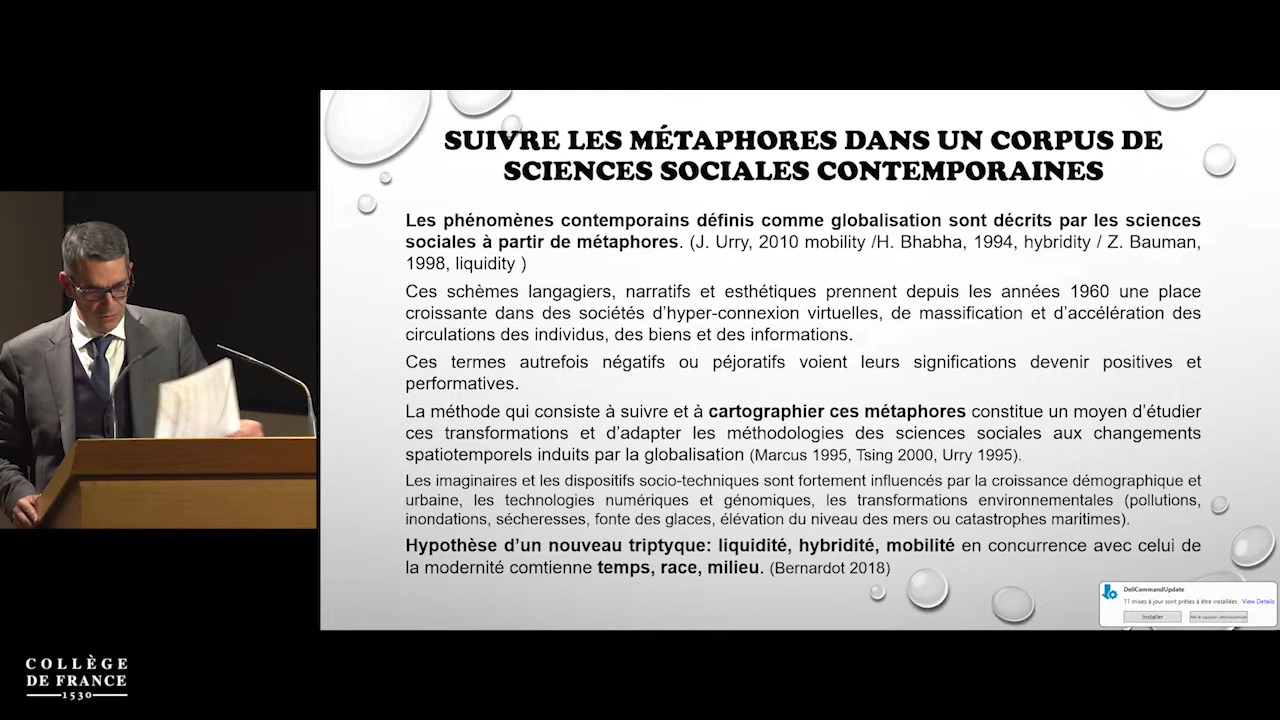 SUIVRE LES MÉTAPHORES DANS UN CORPUS DE
SCIENCES SOCIALES CONTEMPORAINES
Les phénomènes contemporains définis comme globalisation sont décrits par les sciences
sociales à partir de métaphores. (J. Urry, 2010 mobility /H. Bhabha, 1994, hybridity / Z. Bauman,
1998, liquidity )
Ces schèmes langagiers, narratifs et esthétiques prennent depuis les années 1960 une place
croissante dans des sociétés d'hyper-connexion virtuelles, de massification et d'accélération des
circulations des individus, des biens et des informations.
Ces termes autrefois négatifs ou péjoratifs voient leurs significations devenir positives et
performatives.
La méthode qui consiste à suivre et à cartographier ces métaphores constitue un moyen d'étudier
ces transformations et d'adapter les méthodologies des sciences sociales aux changements
spatiotemporels induits par la globalisation (Marcus 1995, Tsing 2000, Urry 1995).
Les imaginaires et les dispositifs socio-techniques sont fortement influencés par la croissance démographique et
urbaine, les technologies numériques et génomiques, les transformations environnementales (pollutions,
inondations, sécheresses, fonte des glaces, élévation du niveau des mers ou catastrophes maritimes).
Hypothèse d'un nouveau triptyque: liquidité, hybridité, mobilité en concurrence avec celui de
la modernité comtienne temps, race, milieu. (Bernardot 2018)
DellCommandUpdate
11 mises à jour sont prêtes à être installées View Details
Installer
COLLÈGE
DE FRANCE
1530